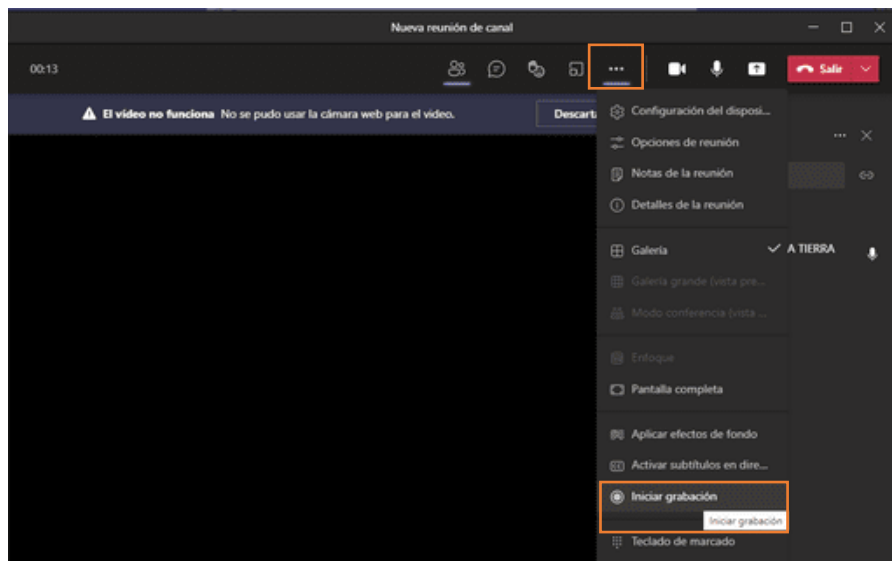 Nueva reunión de canal
00:13
Salir
El vídeo no funciona No se pudo usar la cámara web para el vídeo.
Descart
Configuración del disposi...
Opciones de reunión
Notas de la reunión
Detalles de la reunión
Galería
A TIERRA
Galería grande (vista pre...
Modo conferencia (vista ...
Enfoque
Pantalla completa
Aplicar efectos de fondo
Activar subtítulos en dire...
Iniciar grabación
Iniciar grabación
Teclado de marcado